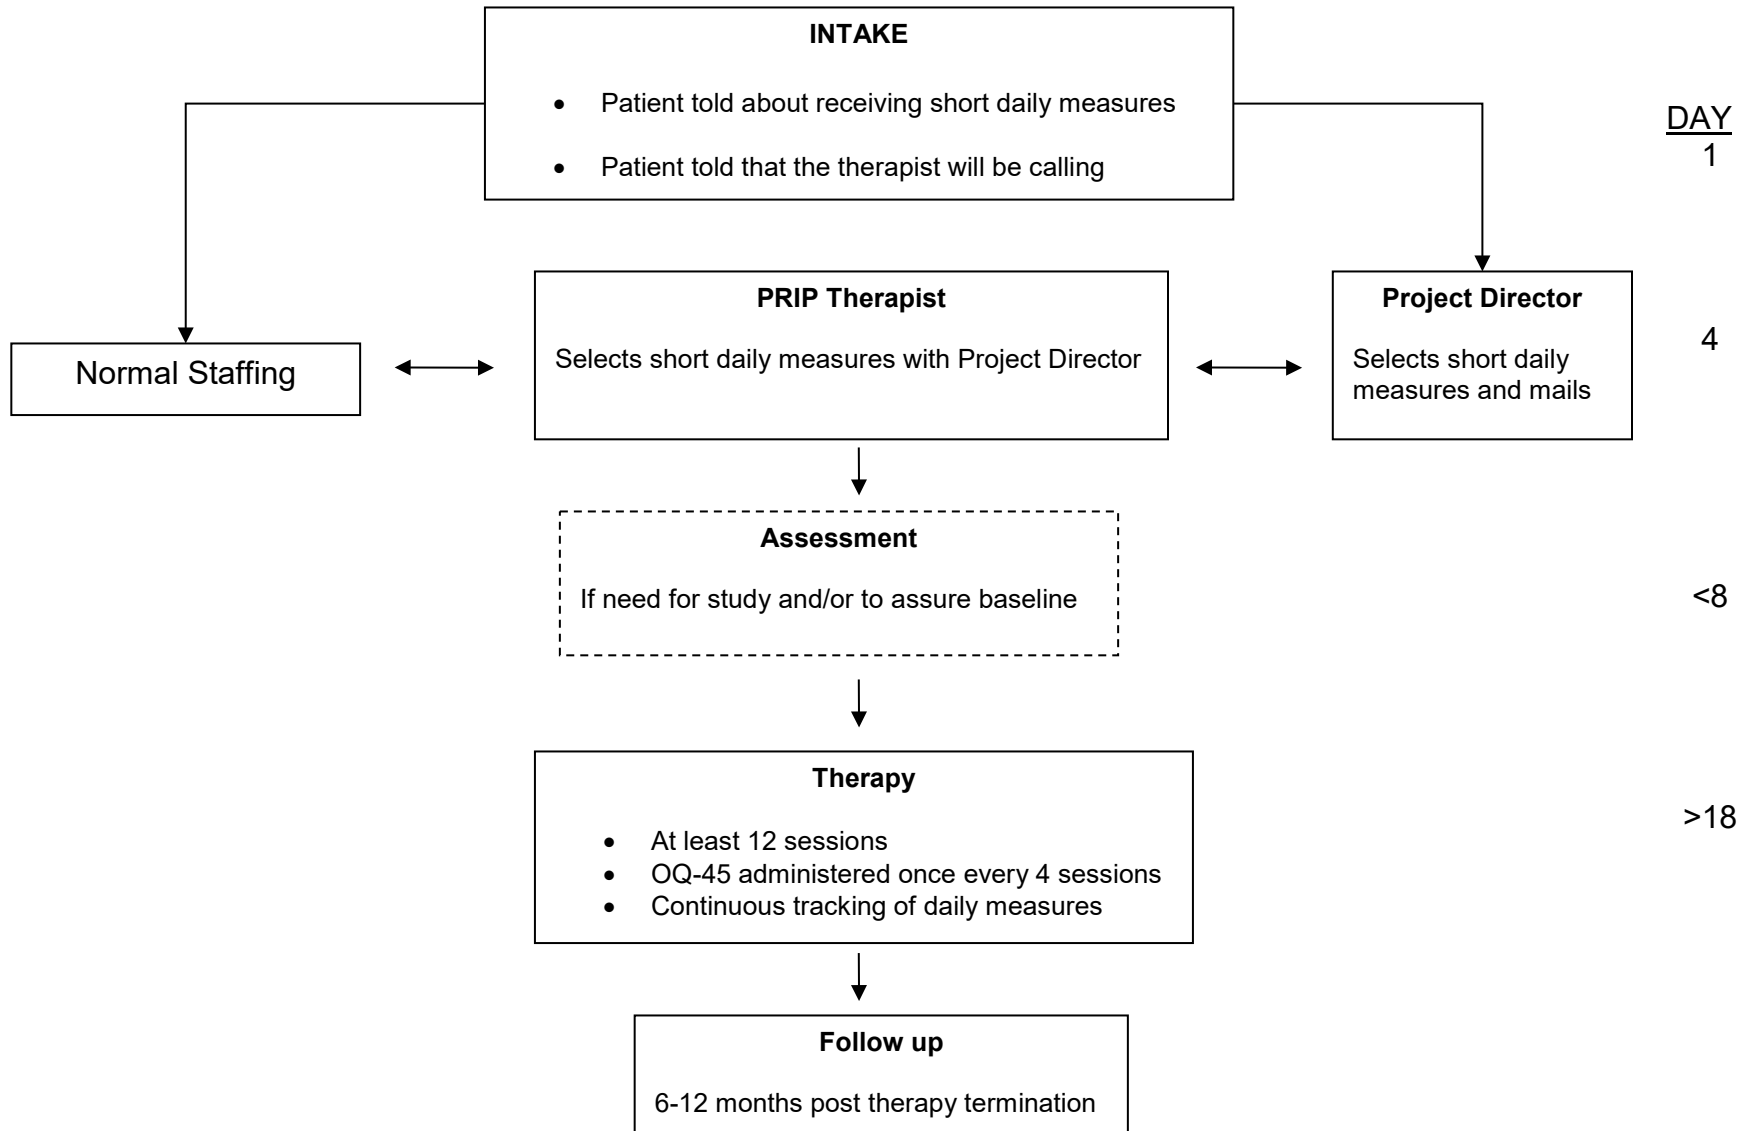 INTAKE
• Patient told about receiving short daily measures
• Patient told that the therapist will be calling
DAY
1
PRIP Therapist
Selects short daily measures with Project Director
Project Director
Selects short daily
measures and mails
4
Normal Staffing
Assessment
If need for study and/or to assure baseline
<8
Therapy
• At least 12 sessions
• OQ-45 administered once every 4 sessions
• Continuous tracking of daily measures
>18
Follow up
6-12 months post therapy termination